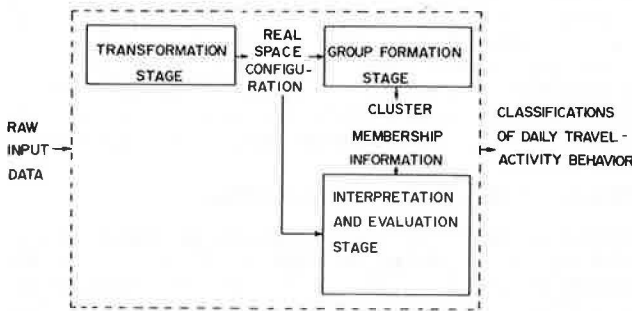 RAW
INPUT
DATA
TRANSFORMATION
STAGE
REAL
SPACE
CONFIGU-
RATION
GROUP FORMATION
STAGE
CLUSTER
MEMBERSHIP
INFORMATION
INTERPRETATION
AND EVALUATION
STAGE
CLASSIFICATIONS
OF DAILY TRAVEL-
ACTIVITY BEHAVIOR